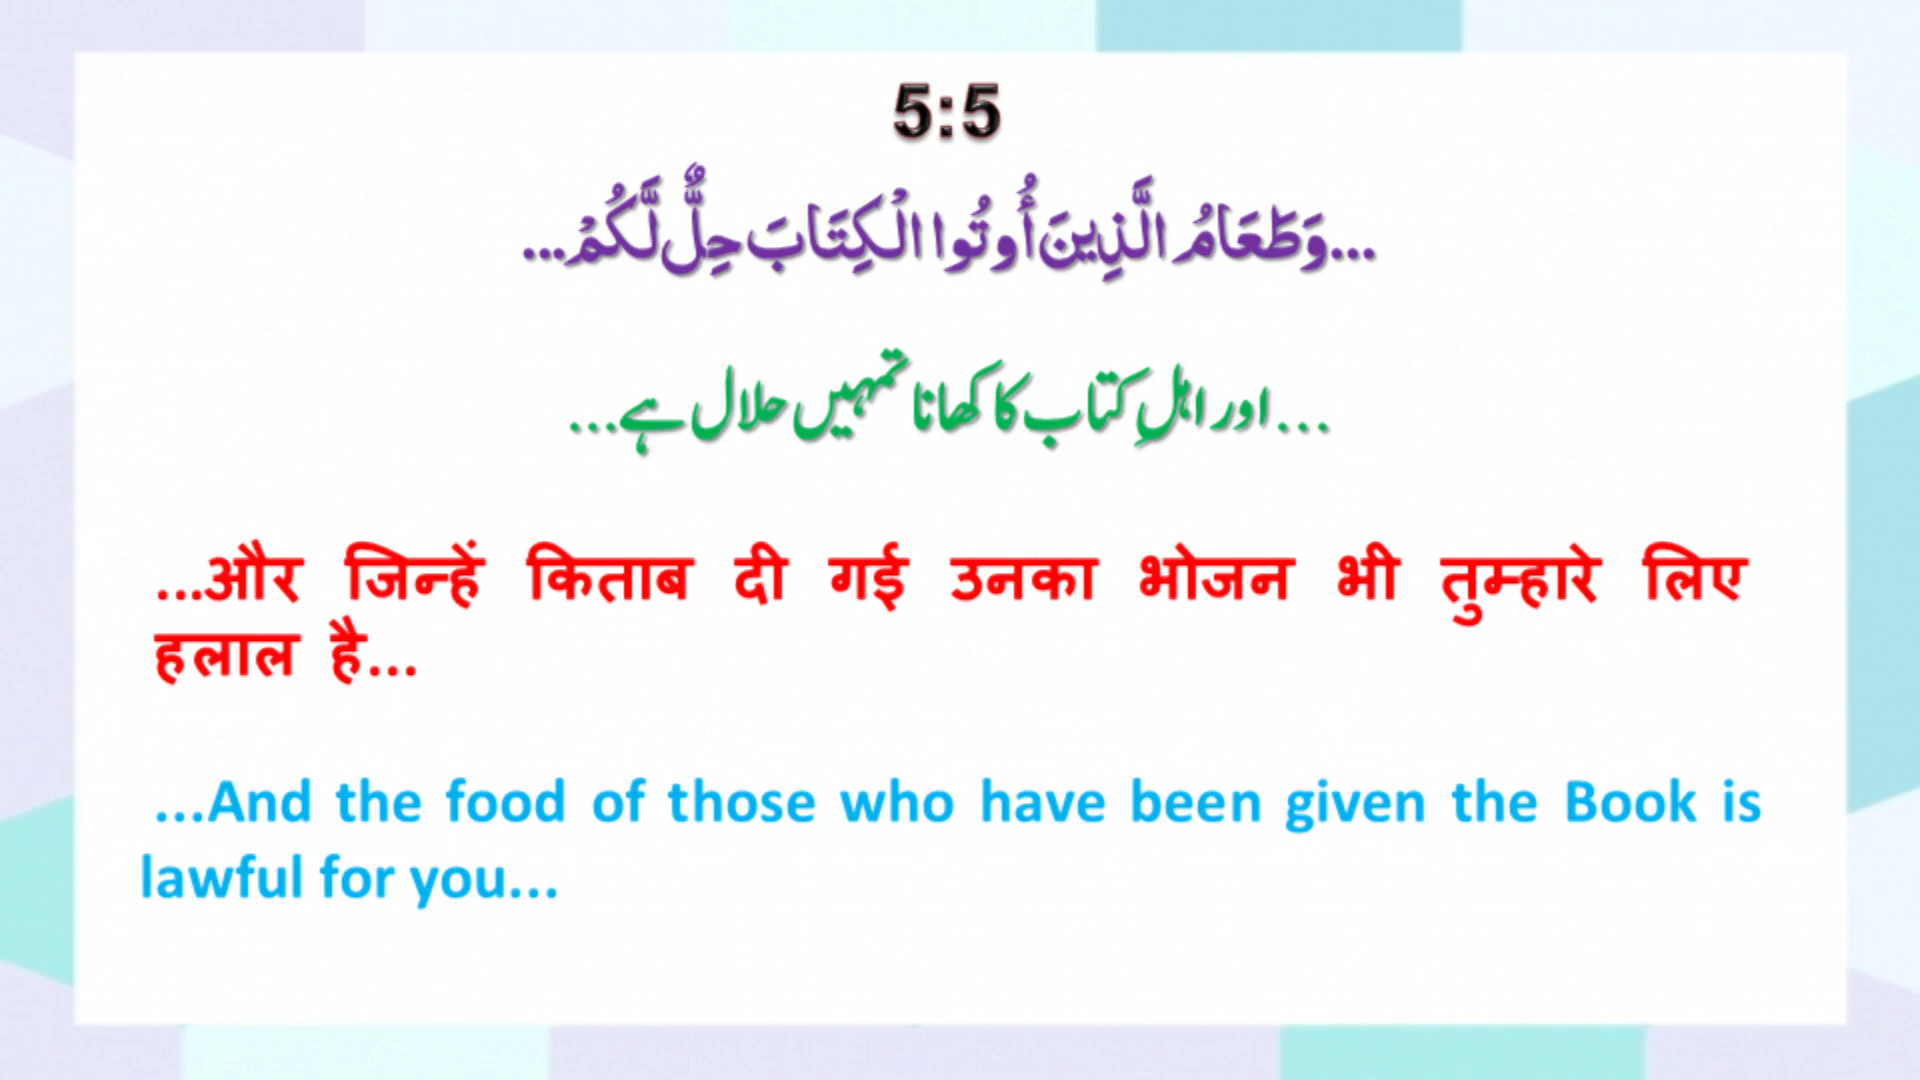 5:5
...وَطَعَامُ الَّذِينَ أُوتُوا الْكِتَابَ حِلٌّ لَّكُمْ...
...اور اہلِ کتاب کا کھانا تمہیں حلال ہے...
...और जिन्हें किताब दी गई उनका भोजन भी तुम्हारे लिए
हलाल है...
...And the food of those who have been given the Book is
lawful for you...